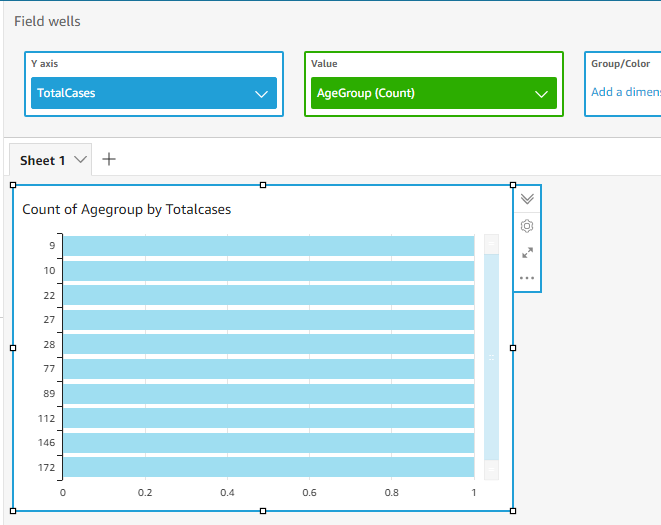 Field wells
Y axis
Value
Group/Color
TotalCases
AgeGroup (Count)
Add a dimens
Sheet 1
Count of Agegroup by Totalcases
9
10
22
27
28
77
89
112
146
172
0 0.2 0.4 0.6 0.8 1